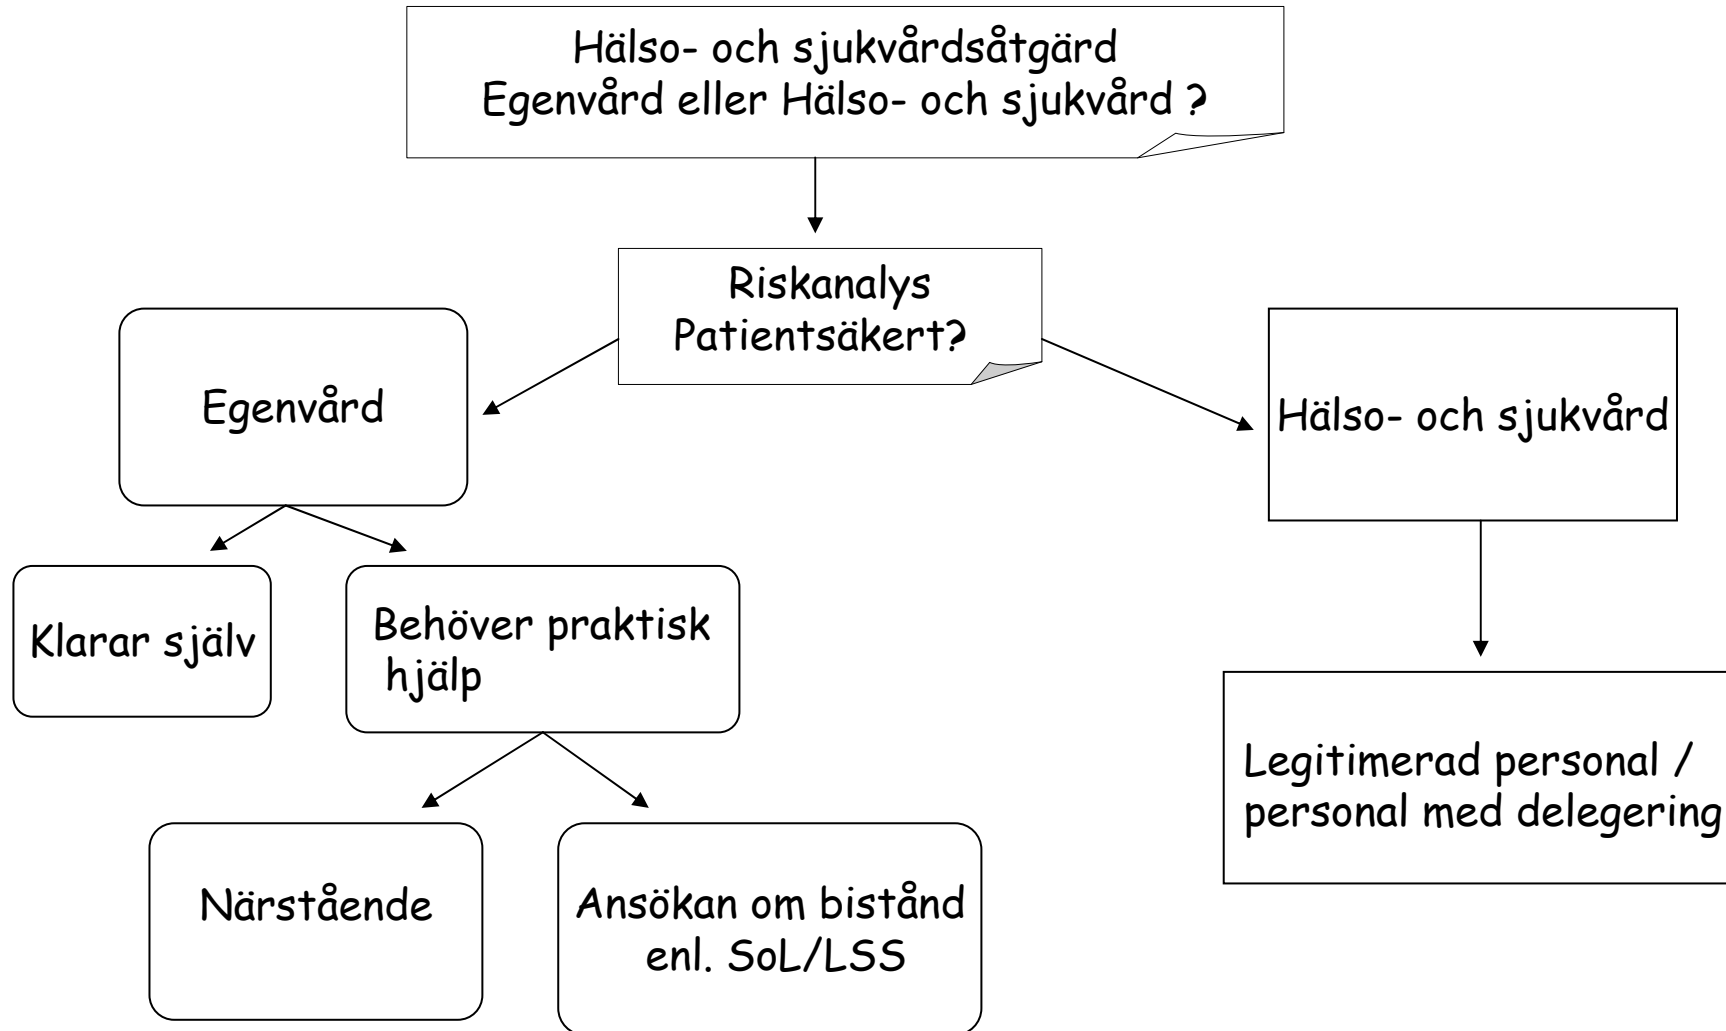 Hälso- och sjukvårdsåtgärd
Egenvård eller Hälso- och sjukvård ?
Riskanalys
Patientsäkert?
Egenvård
Hälso- och sjukvård
Klarar själv
Behöver praktisk
hjälp
Legitimerad personal /
personal med delegering
Närstående
Ansökan om bistånd
enl. SoL/LSS